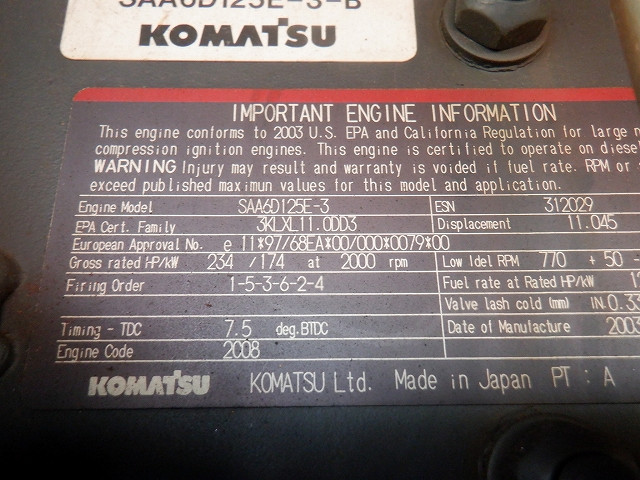 SAA6D125E-3-B
KOMATSU
IMPORTANT ENGINE INFORMATION
This engine conforms to 2003 U.S. EPA and California Regulation for large
compression ignition engines. This engine is certified to operate on diesel
WARNING Injury may result and warranty is voided if fuel rate. RPM or
exceed published maximun values for this model and application.
Engine Model SAA6D125E-3 ESN 312029
EPA Cert. Family 3KLXL11.0DD3 Displacement 11.045
European Approval No. e 11*97/68EA*00/000*0079*00
Gross rated HP/kW 234 /174 at 2000 rpm Low Idel RPM 770 +50 -
Firing Order 1-5-3-6-2-4 Fuel rate at Rated HP/kW
Valve lash cold (mm) IN.0.33
Timing - TDC 7.5 deg.BTDC Date of Manufacture 2003
Engine Code 2008
KOMATSU KOMATSU Ltd. Made in Japan PT : A